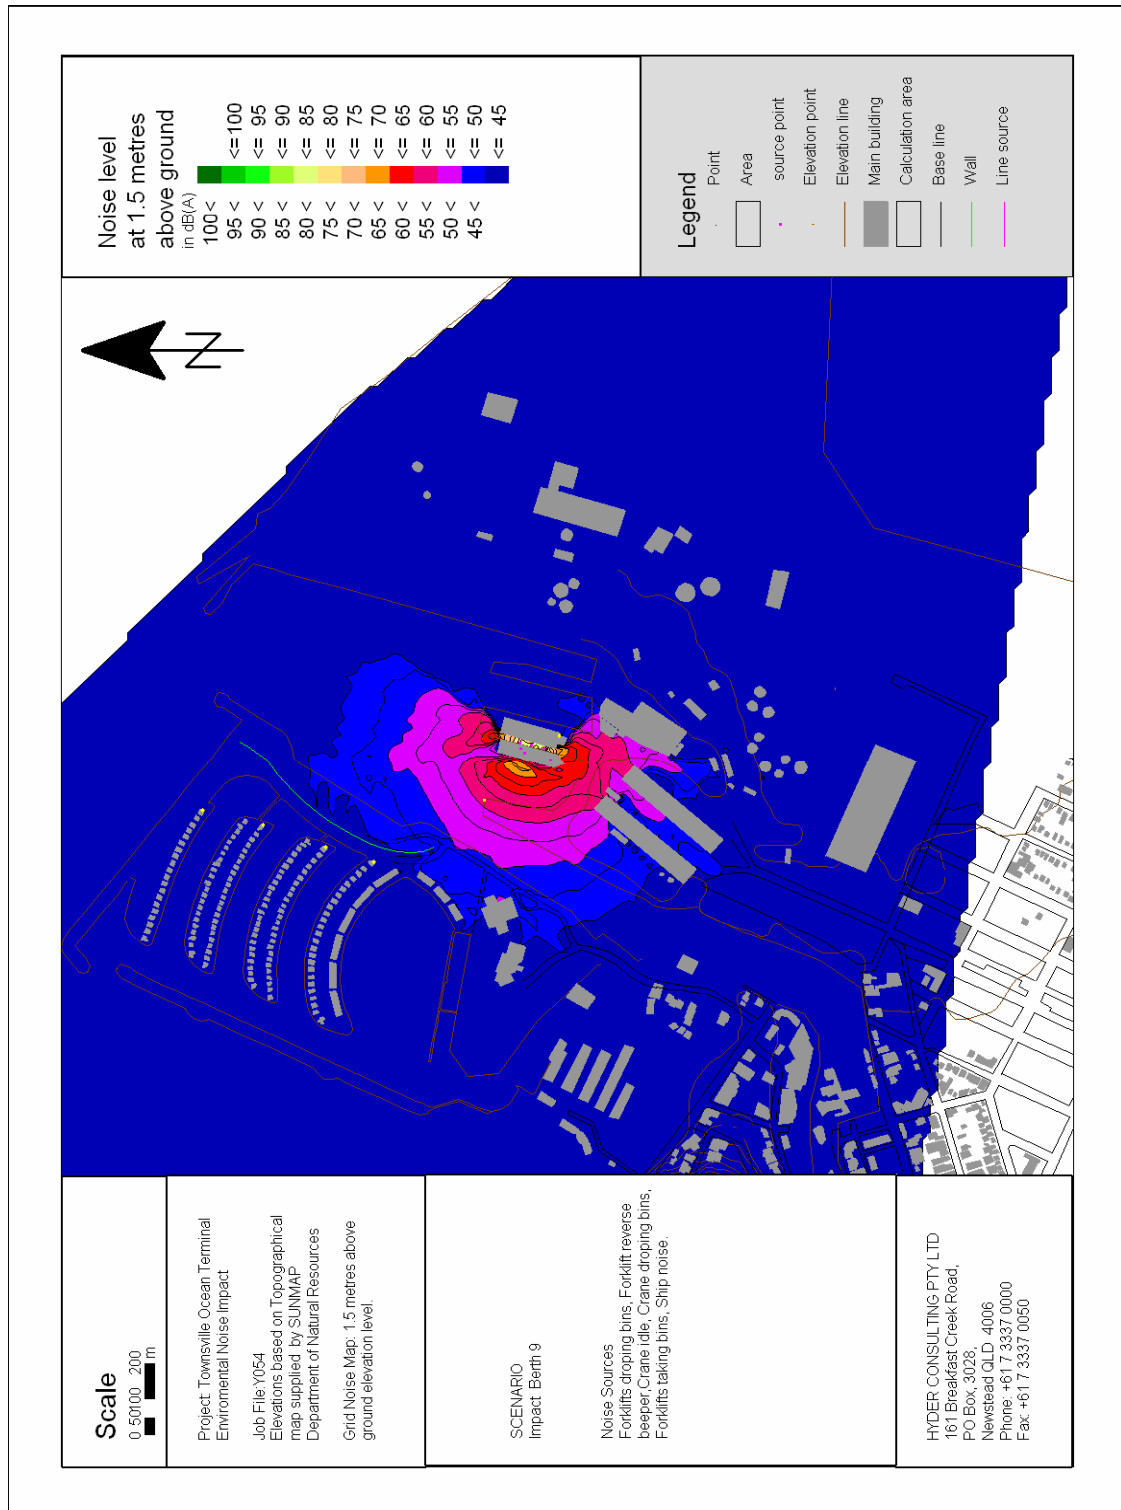 Scale
0 50100 200
m
Project: Townsville Ocean Terminal
Enviromental Noise Impact
Job File:Y054
Elevations based on Topographical
map supplied by SUNMAP
Department of Natural Resources
Grid Noise Map: 1.5 metres above
ground elevation level.
SCENARIO
Impact Berth 9
Noise Sources
Forklifts droping bins, Forklift reverse
beeper,Crane idle, Crane droping bins,
Forklifts taking bins, Ship noise.
HYDER CONSULTING PTY LTD
161 Breakfast Creek Road,
PO Box, 3028,
Newstead QLD 4006
Phone: +61 7 3337 0000
Fax: +61 7 3337 0050
N
Noise level
at 1.5 metres
above ground
in dB(A)
100 <
95 < <=100
90 < <= 95
85 < <= 90
80 < <= 85
75 < <= 80
70 < <= 75
65 < <= 70
60 < <= 65
55 < <= 60
50 < <= 55
45 < <= 50
<= 45
Legend
Point
Area
source point
Elevation point
Elevation line
Main building
Calculation area
Base line
Wall
Line source